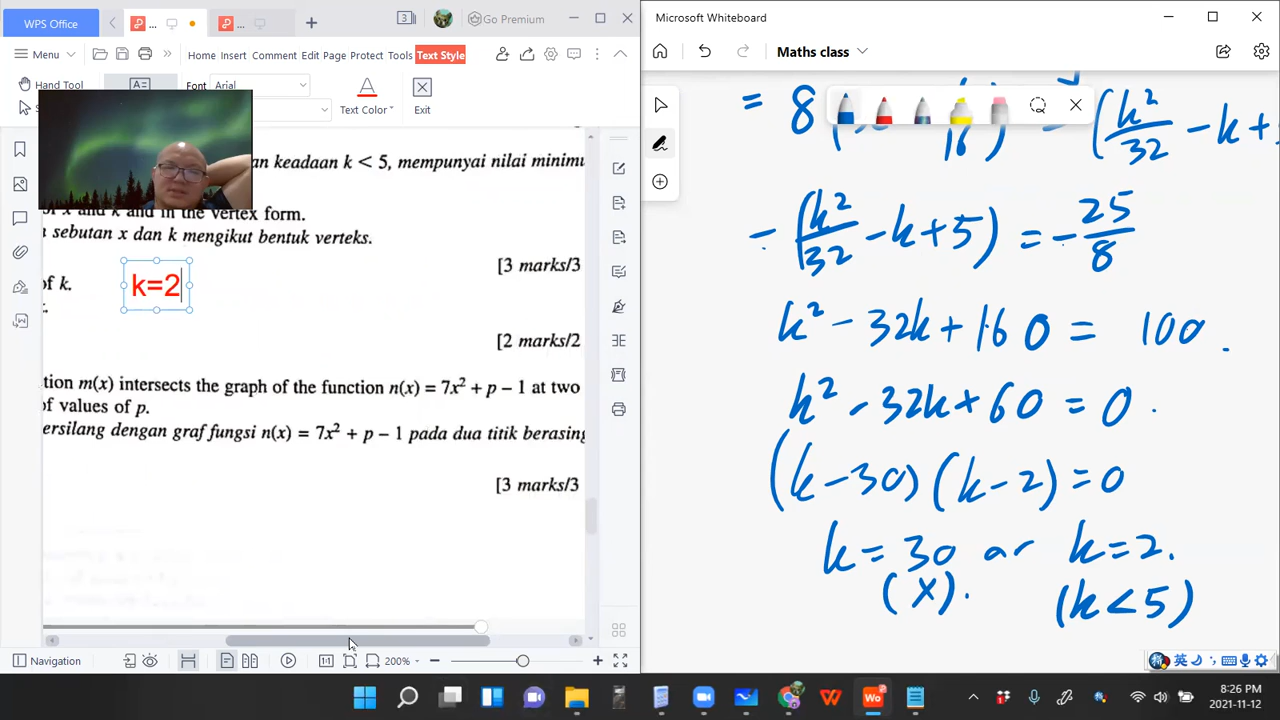 WPS Office
...
...
3
Go Premium
Menu
Home Insert Comment Edit Page Protect Tools Text Style
Hand Tool
Font Arial
Text Color
Exit
an keadaan k < 5, mempunyai nilai minimu
of x and k and in the vertex form.
sebutan x dan k mengikut bentuk verteks.
[3 marks/3
of k.
k=2
[2 marks/2
tion m(x) intersects the graph of the function n(x) = 7x² + p − 1 at two
of values of p.
ersilang dengan graf fungsi n(x) = 7x² + p − 1 pada dua titik berasing
[3 marks/3
Navigation
200%
Microsoft Whiteboard
Maths class
= 8
16
(k²/32 - k +
- (k²/32 - k + 5) = - 25/8
k² - 32k + 160 = 100.
k² - 32k + 60 = 0.
(k - 30) (k - 2) = 0
k = 30 or k = 2.
(X). (k < 5)
英
8:26 PM
2021-11-12